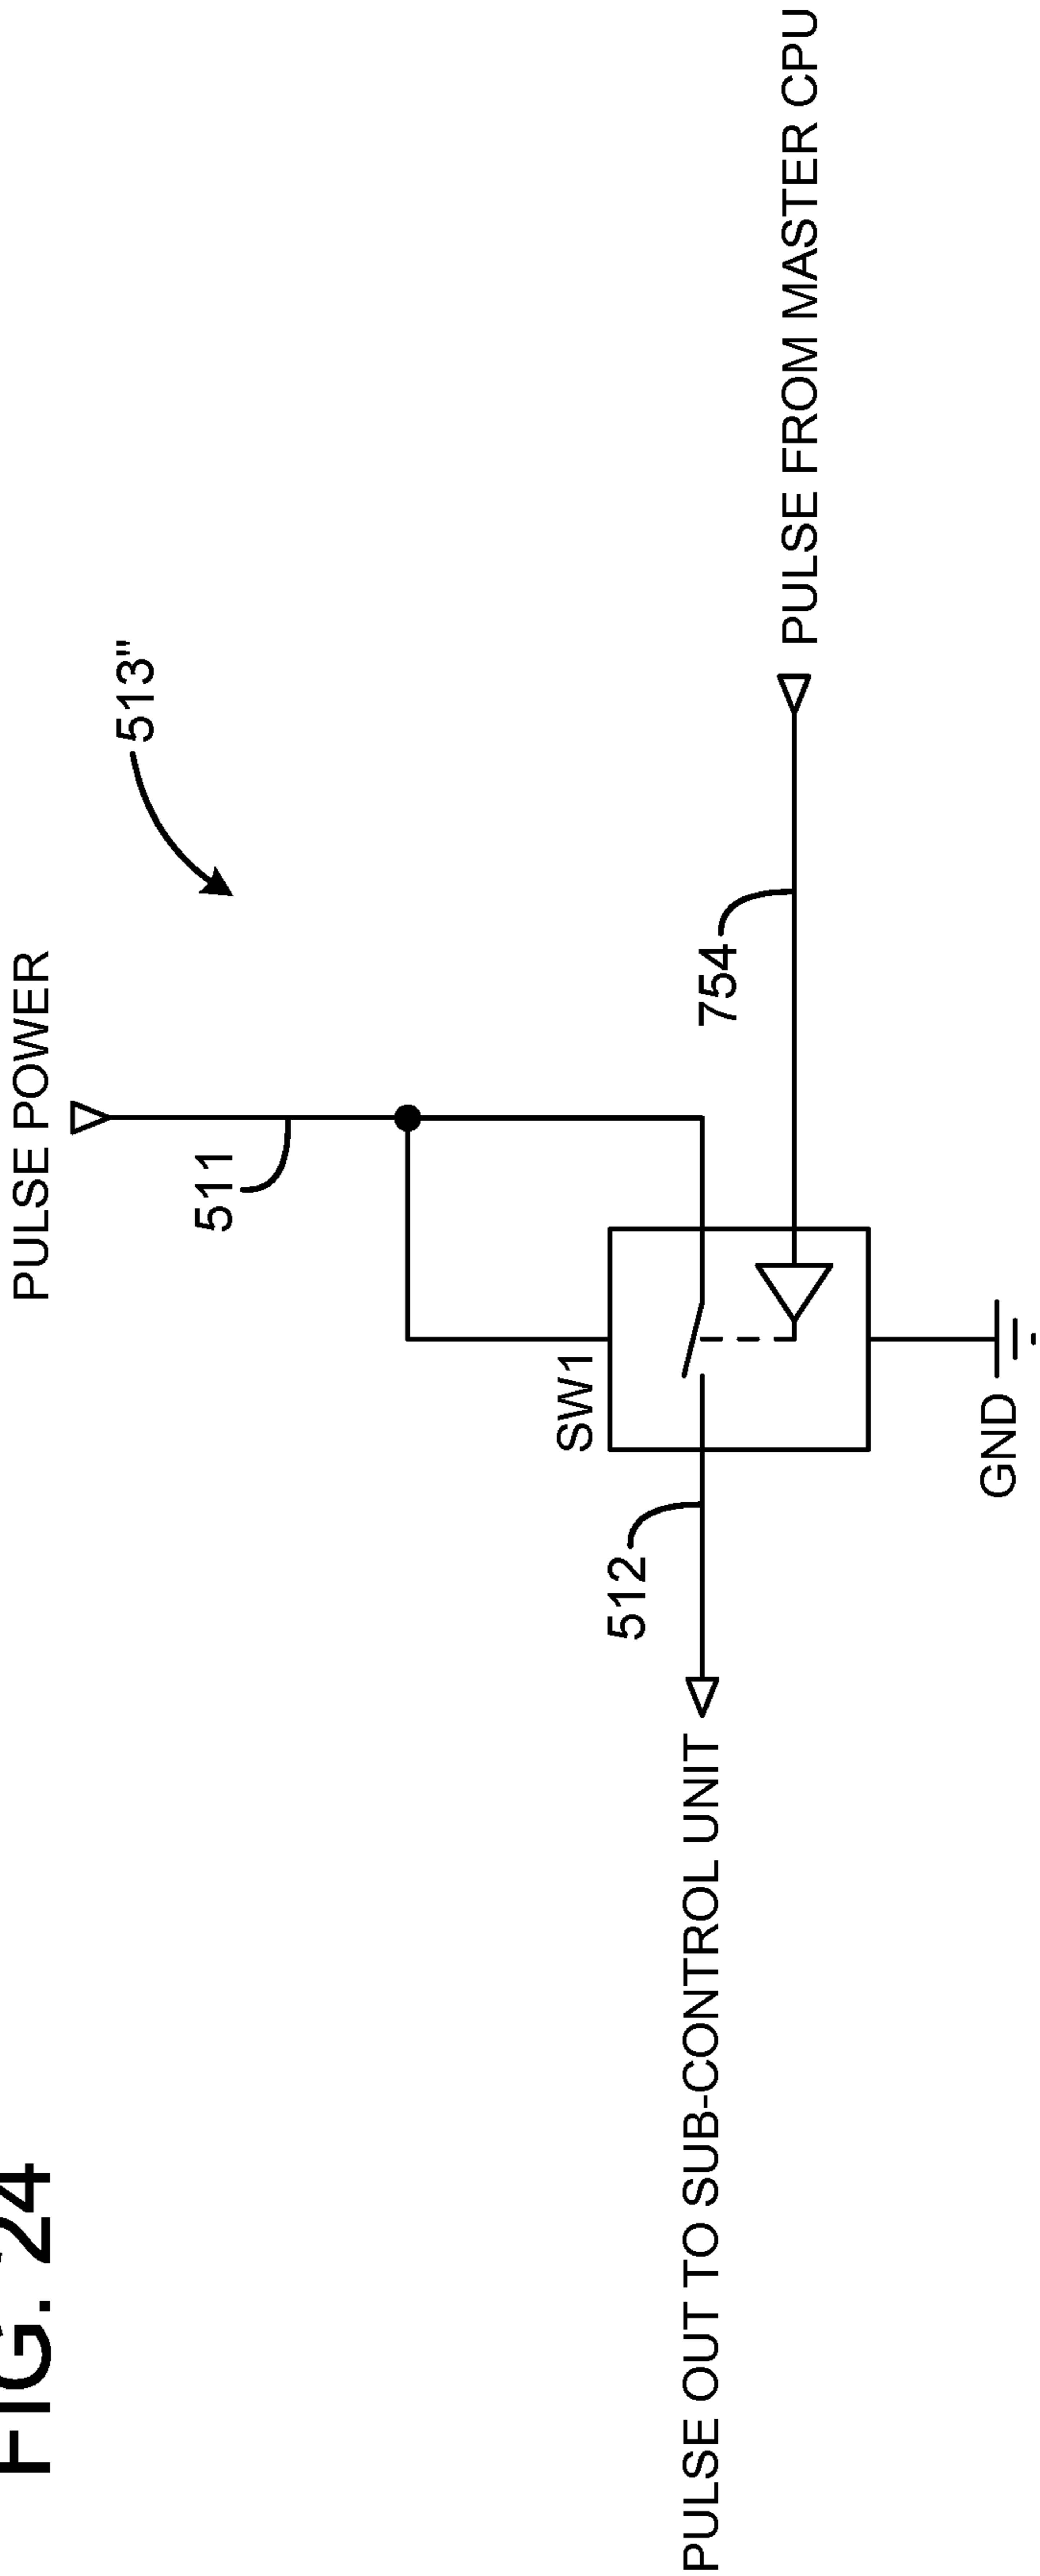 FIG. 24
PULSE POWER
513"
511
SW1
512
754
PULSE OUT TO SUB-CONTROL UNIT
PULSE FROM MASTER CPU
GND